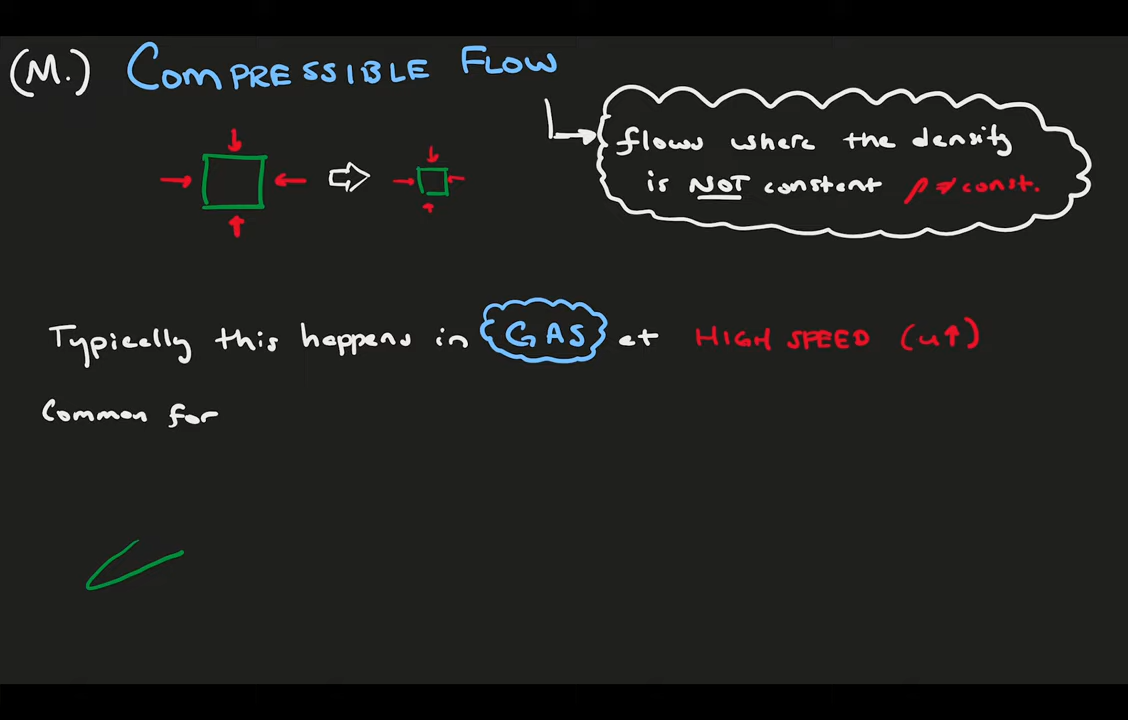 (M.) COMPRESSIBLE FLOW
flows where the density
is NOT constant ρ ≠ const.
Typically this happens in GAS at HIGH SPEED (u↑)
Common for